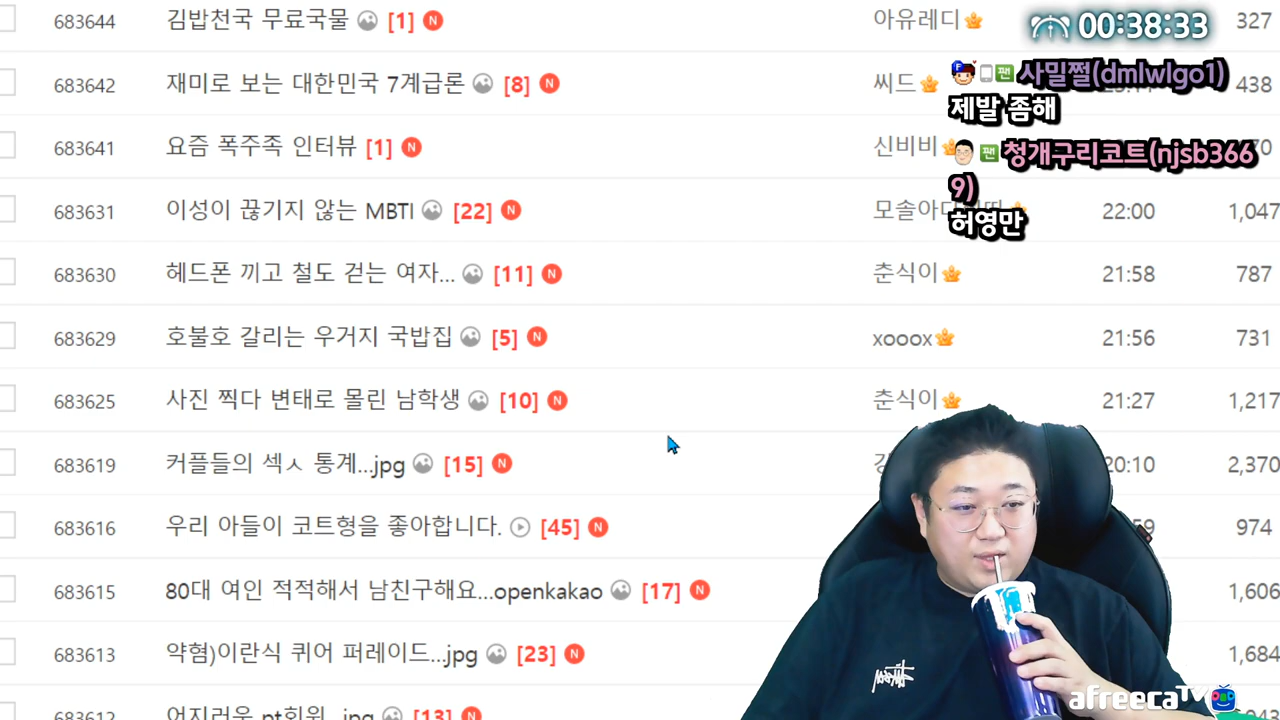 683644 김밥천국 무료국물 [1] N 아유레디 327
00:38:33
683642 재미로 보는 대한민국 7계급론 [8] N 씨드 438
사밀쩔(dmlwlgo1)
제발 좀해
683641 요즘 폭주족 인터뷰 [1] N 신비비
청개구리코트(njsb366
9)
허영만
683631 이성이 끊기지 않는 MBTI [22] N 22:00 1,047
683630 헤드폰 끼고 철도 걷는 여자... [11] N 춘식이 21:58 787
683629 호불호 갈리는 우거지 국밥집 [5] N xooox 21:56 731
683625 사진 찍다 변태로 몰린 남학생 [10] N 춘식이 21:27 1,217
683619 커플들의 섹ㅅ 통계...jpg [15] N 20:10 2,370
683616 우리 아들이 코트형을 좋아합니다. [45] N 974
683615 80대 여인 적적해서 남친구해요...openkakao [17] N 1,606
683613 약혐)이란식 퀴어 퍼레이드...jpg [23] N 1,684
683612 어지러운 pt회원...jpg [13] N
afreecaTV